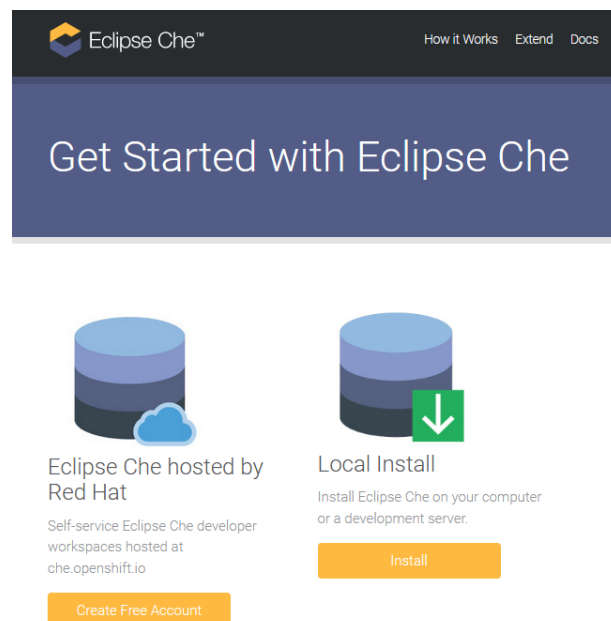 Eclipse Che™
How it Works Extend Docs
Get Started with Eclipse Che
Eclipse Che hosted by
Red Hat
Self-service Eclipse Che developer
workspaces hosted at
che.openshift.io
Create Free Account
Local Install
Install Eclipse Che on your computer
or a development server.
Install